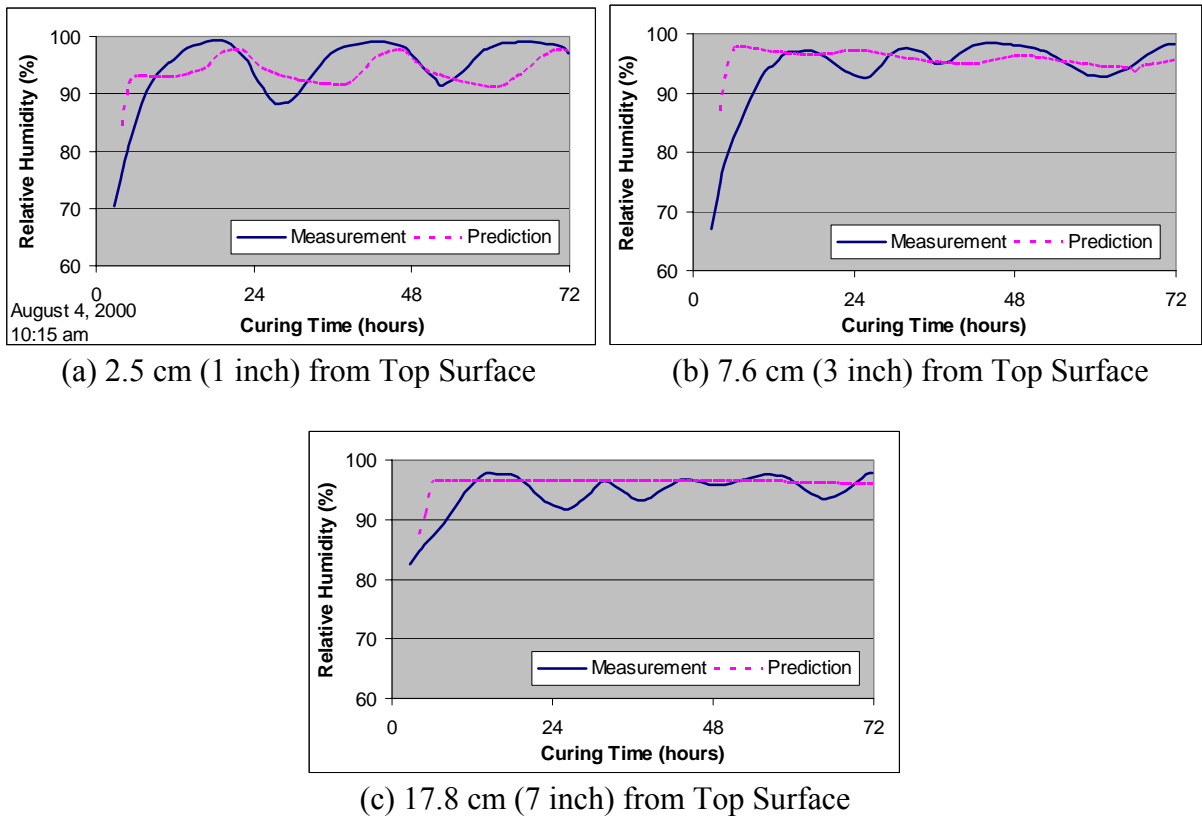 100
90
80
70
60
Relative Humidity (%)
Measurement Prediction
0 24 48 72
August 4, 2000
10:15 am
Curing Time (hours)
(a) 2.5 cm (1 inch) from Top Surface
100
90
80
70
60
Relative Humidity (%)
Measurement Prediction
0 24 48 72
Curing Time (hours)
(b) 7.6 cm (3 inch) from Top Surface
100
90
80
70
60
Relative Humidity (%)
Measurement Prediction
0 24 48 72
Curing Time (hours)
(c) 17.8 cm (7 inch) from Top Surface